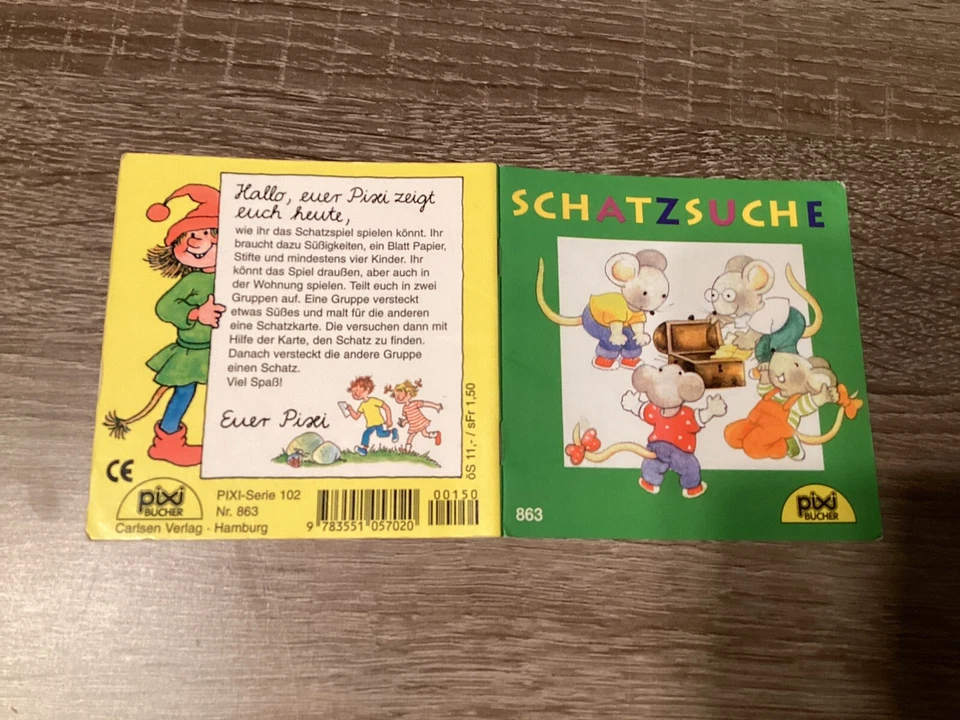 Hallo, euer Pixi zeigt
euch heute,
wie ihr das Schatzspiel spielen könnt. Ihr
braucht dazu Süßigkeiten, ein Blatt Papier,
Stifte und mindestens vier Kinder. Ihr
könnt das Spiel draußen, aber auch in
der Wohnung spielen. Teilt euch in zwei
Gruppen auf. Eine Gruppe versteckt
etwas Süßes und malt für die anderen
eine Schatzkarte. Die versuchen dann mit
Hilfe der Karte, den Schatz zu finden.
Danach versteckt die andere Gruppe
einen Schatz.
Viel Spaß!
Euer Pixi
öS 11,- / sFr 1,50
CE
pixi
BÜCHER
Carlsen Verlag · Hamburg
PIXI-Serie 102
Nr. 863
9 783551 057020
00150
SCHATZSUCHE
863
pixi
BÜCHER